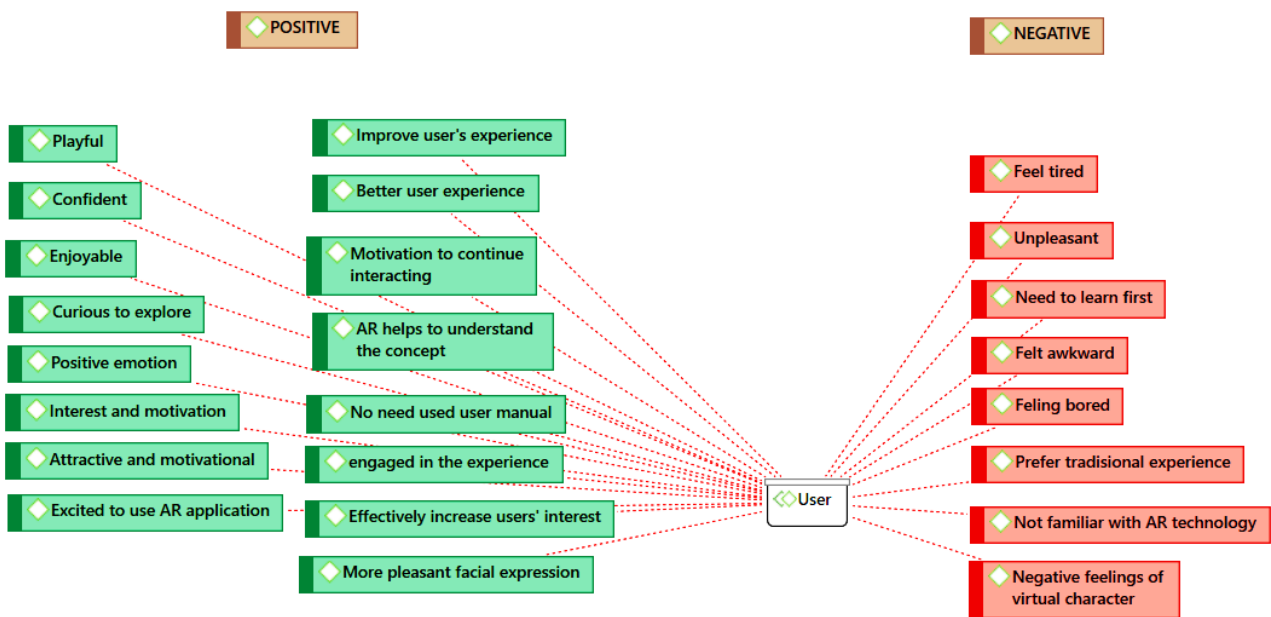 POSITIVE
NEGATIVE
Playful
Confident
Enjoyable
Curious to explore
Positive emotion
Interest and motivation
Attractive and motivational
Excited to use AR application
Improve user's experience
Better user experience
Motivation to continue
interacting
AR helps to understand
the concept
No need used user manual
engaged in the experience
Effectively increase users' interest
More pleasant facial expression
User
Feel tired
Unpleasant
Need to learn first
Felt awkward
Feling bored
Prefer tradisional experience
Not familiar with AR technology
Negative feelings of
virtual character